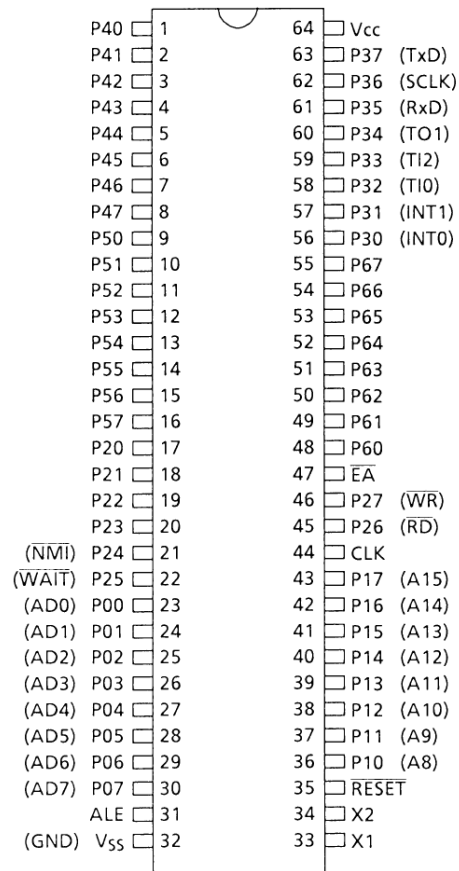 P40 1 64 Vcc
P41 2 63 P37 (TxD)
P42 3 62 P36 (SCLK)
P43 4 61 P35 (RxD)
P44 5 60 P34 (TO1)
P45 6 59 P33 (TI2)
P46 7 58 P32 (TI0)
P47 8 57 P31 (INT1)
P50 9 56 P30 (INT0)
P51 10 55 P67
P52 11 54 P66
P53 12 53 P65
P54 13 52 P64
P55 14 51 P63
P56 15 50 P62
P57 16 49 P61
P20 17 48 P60
P21 18 47 E̅A̅
P22 19 46 P27 (W̅R̅)
P23 20 45 P26 (R̅D̅)
(N̅M̅I̅) P24 21 44 CLK
(W̅A̅I̅T̅) P25 22 43 P17 (A15)
(AD0) P00 23 42 P16 (A14)
(AD1) P01 24 41 P15 (A13)
(AD2) P02 25 40 P14 (A12)
(AD3) P03 26 39 P13 (A11)
(AD4) P04 27 38 P12 (A10)
(AD5) P05 28 37 P11 (A9)
(AD6) P06 29 36 P10 (A8)
(AD7) P07 30 35 R̅E̅S̅E̅T̅
ALE 31 34 X2
(GND) VSS 32 33 X1